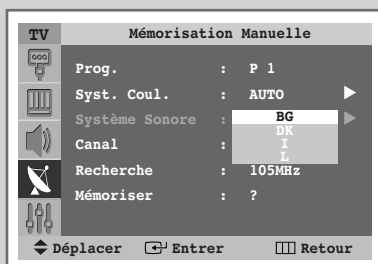 TV Mémorisation Manuelle
Prog. : P 1
Syst. Coul. : AUTO
Système Sonore : BG
DK
Canal : I
L
Recherche : 105MHz
Mémoriser : ?
Déplacer Entrer Retour